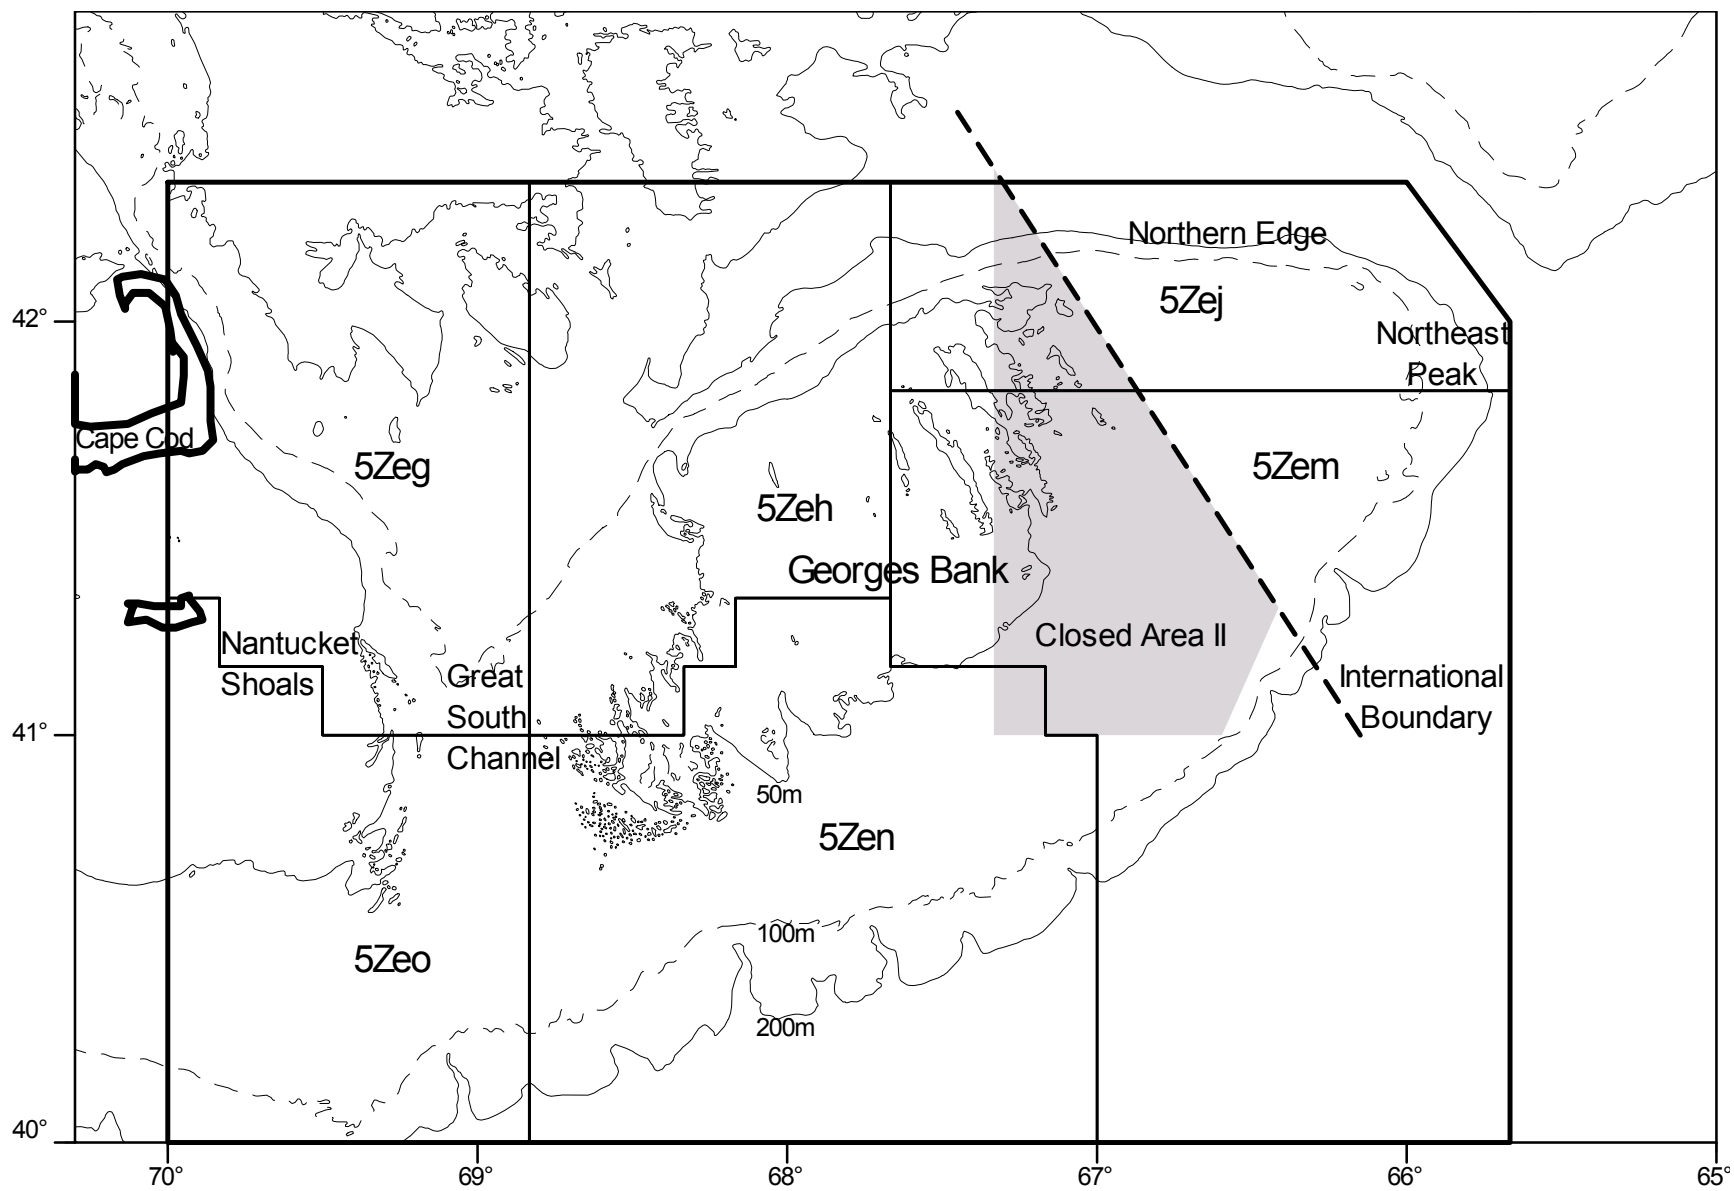 Northern Edge
5Zej
42°
Northeast
Peak
Cape Cod
5Zeg
5Zem
5Zeh
Georges Bank
Closed Area II
Nantucket
Shoals
Great
South
Channel
International
Boundary
41°
50m
5Zen
100m
5Zeo
200m
40°
70°
69°
68°
67°
66°
65°